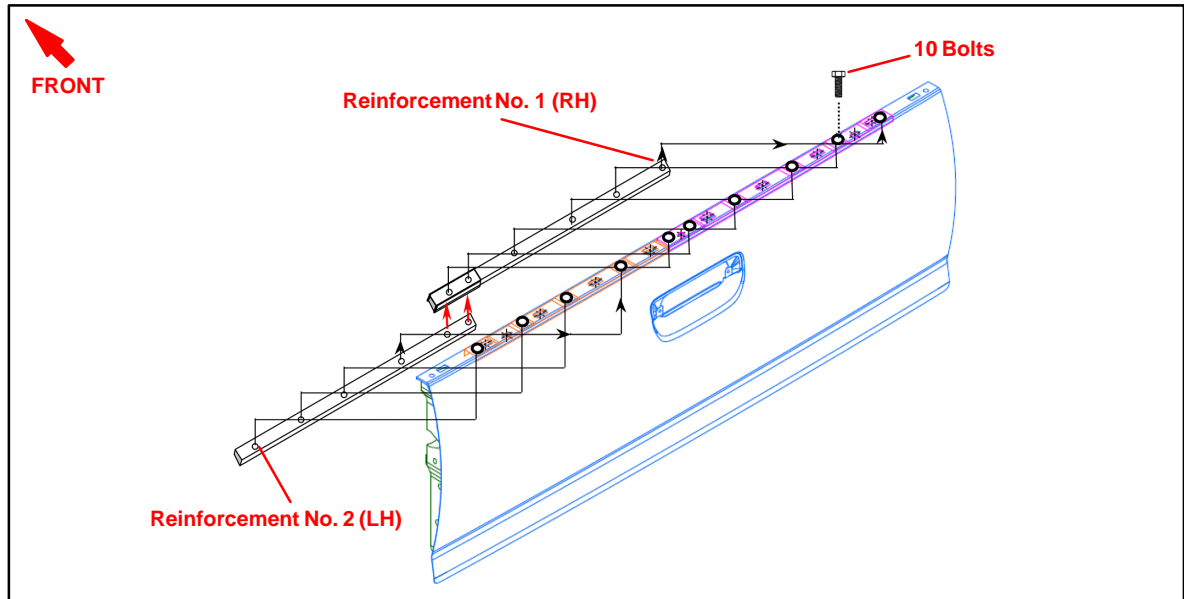 10 Bolts
FRONT
Reinforcement No. 1 (RH)
Reinforcement No. 2 (LH)